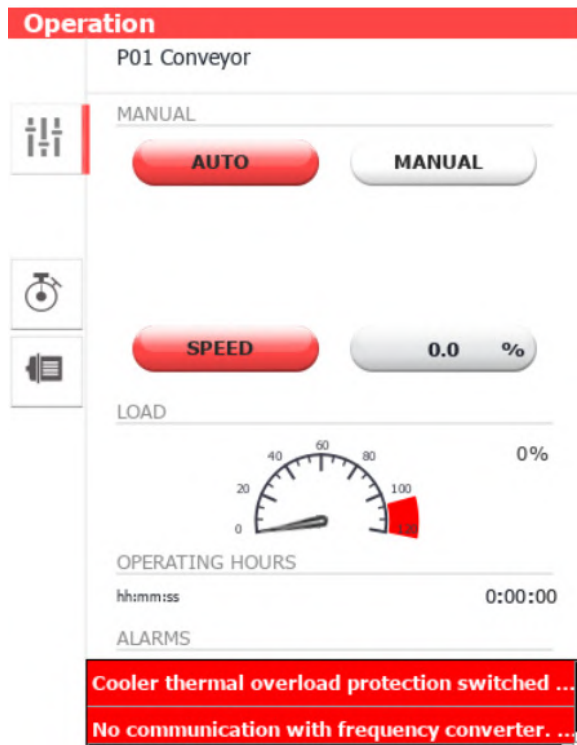 Operation
P01 Conveyor
MANUAL
AUTO MANUAL
SPEED 0.0 %
LOAD
0%
0 20 40 60 80 100 120
OPERATING HOURS
hh:mm:ss 0:00:00
ALARMS
Cooler thermal overload protection switched ...
No communication with frequency converter. ...